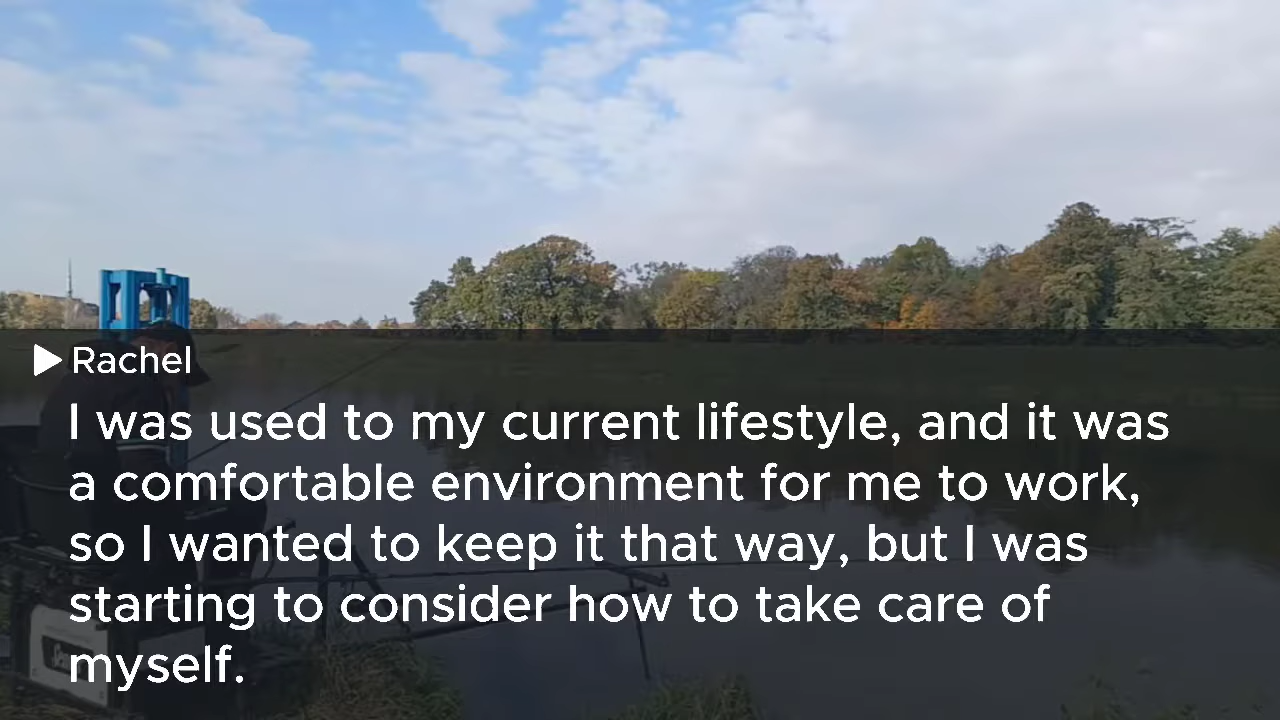 Rachel
I was used to my current lifestyle, and it was
a comfortable environment for me to work,
so I wanted to keep it that way, but I was
starting to consider how to take care of
myself.